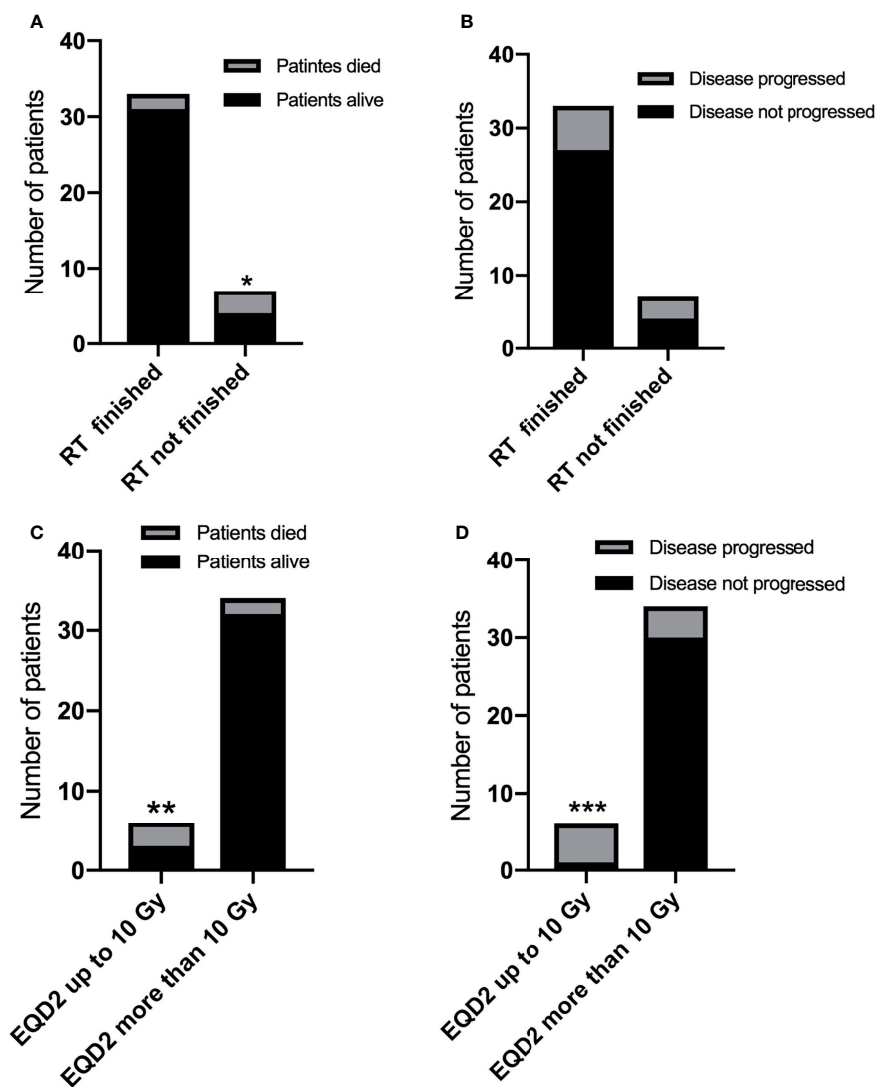 A
40
30
20
10
0
Number of patients
Patintes died
Patients alive
*
RT finished
RT not finished
B
40
30
20
10
0
Number of patients
Disease progressed
Disease not progressed
RT finished
RT not finished
C
40
30
20
10
0
Number of patients
Patients died
Patients alive
**
EQD2 up to 10 Gy
EQD2 more than 10 Gy
D
40
30
20
10
0
Number of patients
Disease progressed
Disease not progressed
***
EQD2 up to 10 Gy
EQD2 more than 10 Gy